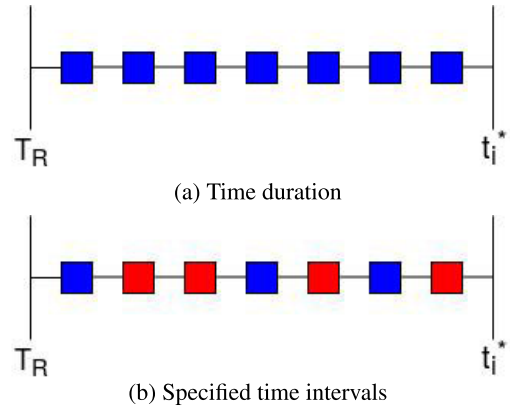 T_R t_i*
(a) Time duration
T_R t_i*
(b) Specified time intervals